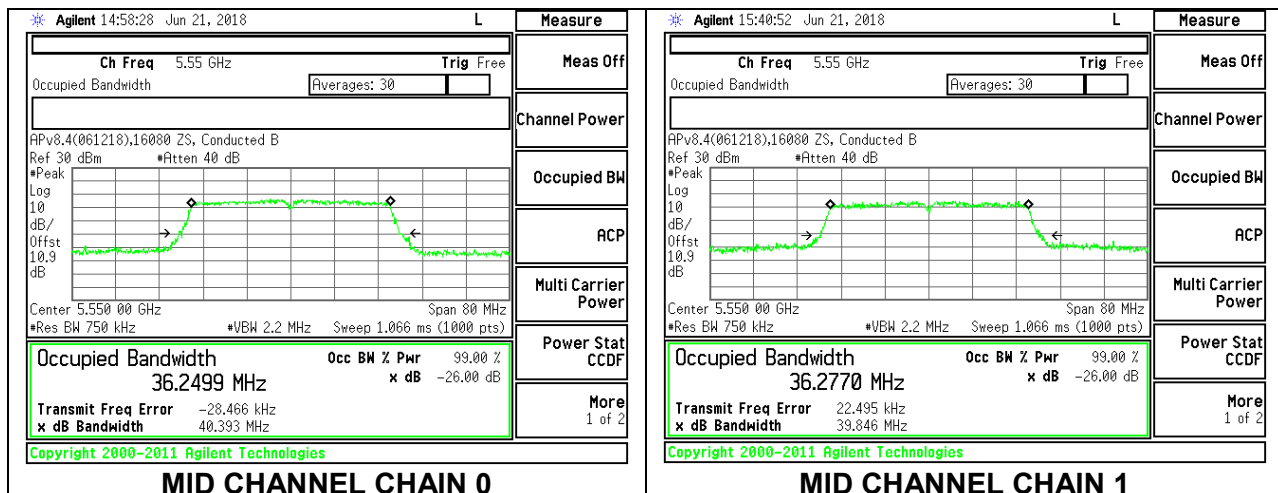 Agilent 14:58:28 Jun 21, 2018 L Measure
Ch Freq 5.55 GHz Trig Free
Occupied Bandwidth Averages: 30
APv8.4(061218),16080 ZS, Conducted B
Ref 30 dBm #Atten 40 dB
#Peak
Log
10
dB/
Offst
10.9
dB
Center 5.550 00 GHz Span 80 MHz
#Res BW 750 kHz #VBW 2.2 MHz Sweep 1.066 ms (1000 pts)
Occupied Bandwidth Occ BW % Pwr 99.00 %
36.2499 MHz x dB -26.00 dB
Transmit Freq Error -28.466 kHz
x dB Bandwidth 40.393 MHz
Copyright 2000-2011 Agilent Technologies
Meas Off
Channel Power
Occupied BW
ACP
Multi Carrier
Power
Power Stat
CCDF
More
1 of 2
MID CHANNEL CHAIN 0
Agilent 15:40:52 Jun 21, 2018 L Measure
Ch Freq 5.55 GHz Trig Free
Occupied Bandwidth Averages: 30
APv8.4(061218),16080 ZS, Conducted B
Ref 30 dBm #Atten 40 dB
#Peak
Log
10
dB/
Offst
10.9
dB
Center 5.550 00 GHz Span 80 MHz
#Res BW 750 kHz #VBW 2.2 MHz Sweep 1.066 ms (1000 pts)
Occupied Bandwidth Occ BW % Pwr 99.00 %
36.2770 MHz x dB -26.00 dB
Transmit Freq Error 22.495 kHz
x dB Bandwidth 39.846 MHz
Copyright 2000-2011 Agilent Technologies
Meas Off
Channel Power
Occupied BW
ACP
Multi Carrier
Power
Power Stat
CCDF
More
1 of 2
MID CHANNEL CHAIN 1